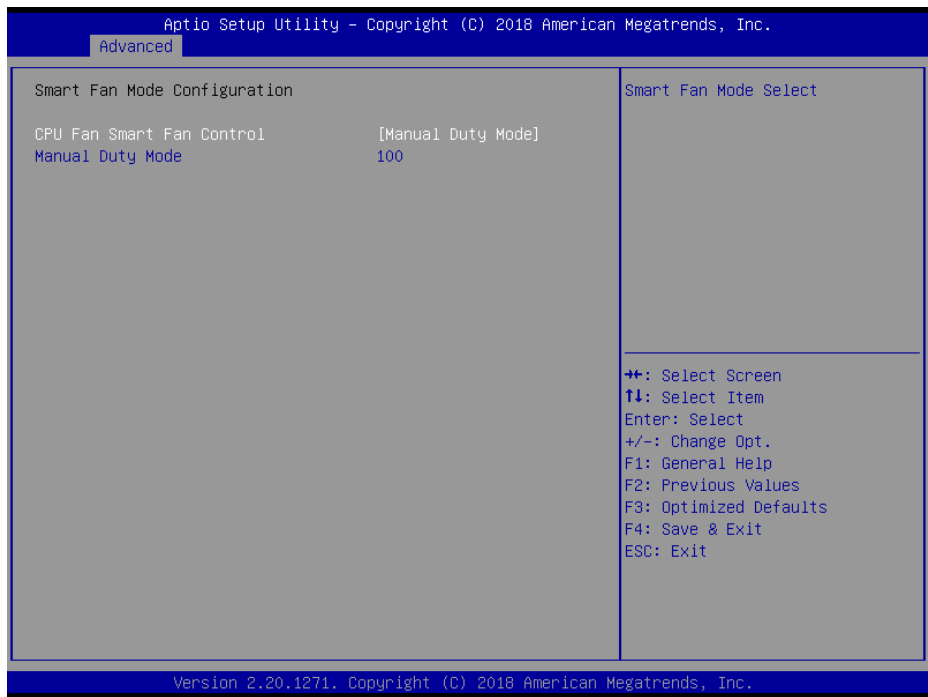 Aptio Setup Utility – Copyright (C) 2018 American Megatrends, Inc.
Advanced
Smart Fan Mode Configuration
CPU Fan Smart Fan Control [Manual Duty Mode]
Manual Duty Mode 100
Smart Fan Mode Select
→←: Select Screen
↑↓: Select Item
Enter: Select
+/-: Change Opt.
F1: General Help
F2: Previous Values
F3: Optimized Defaults
F4: Save & Exit
ESC: Exit
Version 2.20.1271. Copyright (C) 2018 American Megatrends, Inc.